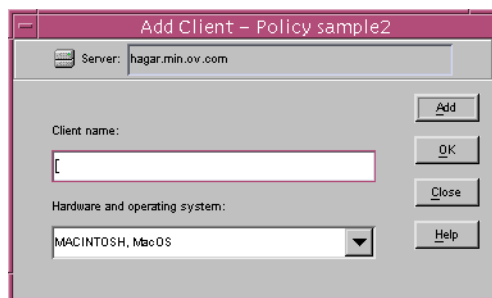 Add Client – Policy sample2
Server: hagar.min.ov.com
Add
Client name:
OK
[
Close
Hardware and operating system:
Help
MACINTOSH, MacOS